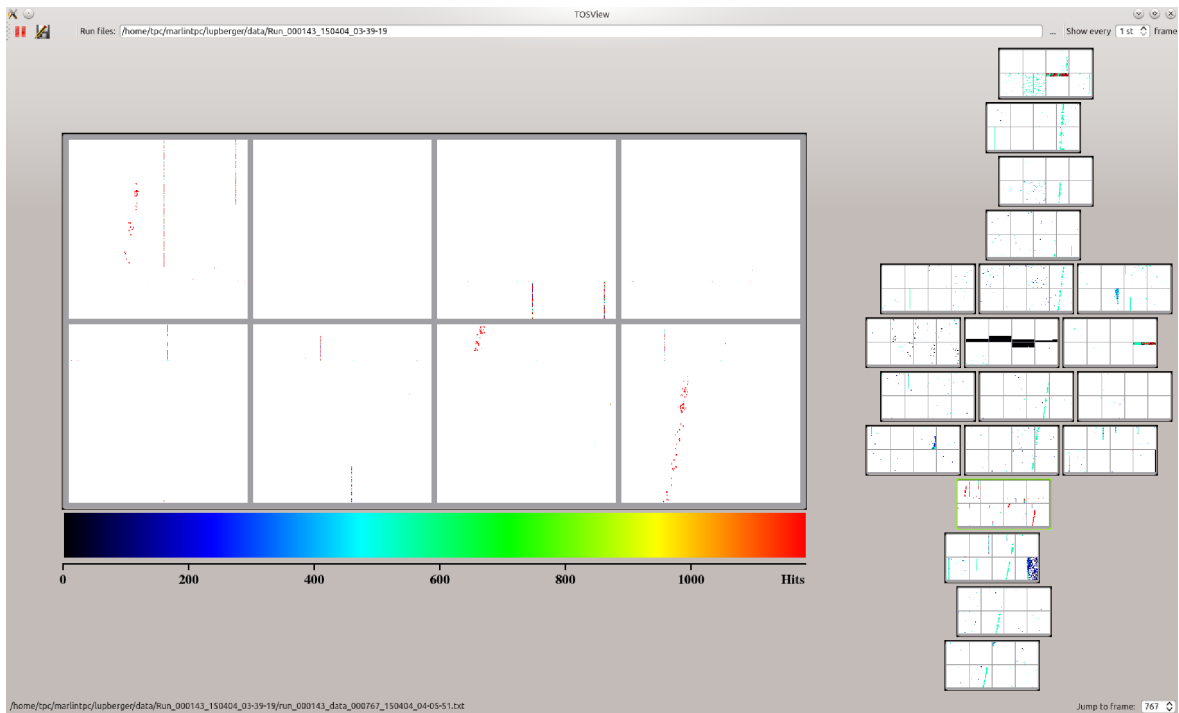 TOSView
Run files: /home/tpc/marlintpc/lupberger/data/Run_000143_150404_03-39-19 ... Show every 1 st frame
0 200 400 600 800 1000 Hits
/home/tpc/marlintpc/lupberger/data/Run_000143_150404_03-39-19/run_000143_data_000767_150404_04-05-51.txt Jump to frame: 767